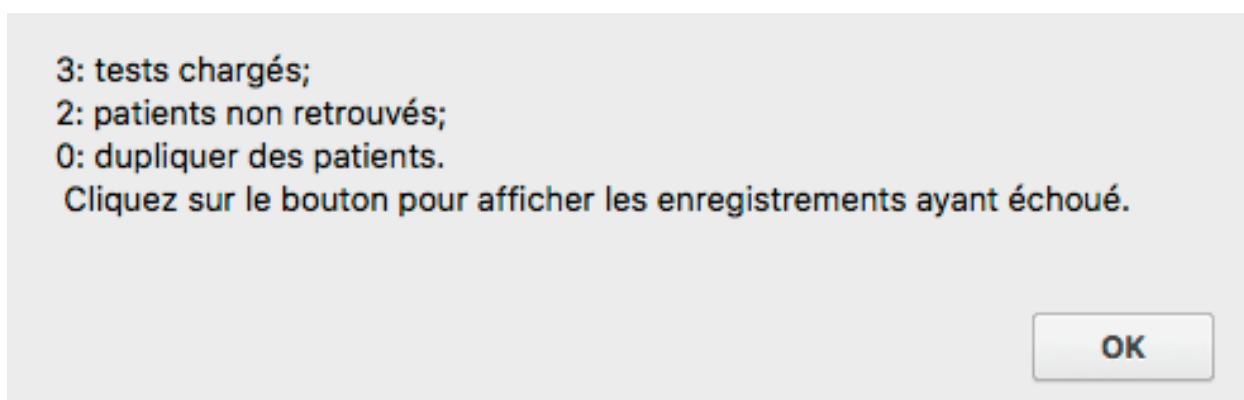 3: tests chargés;
2: patients non retrouvés;
0: dupliquer des patients.
Cliquez sur le bouton pour afficher les enregistrements ayant échoué.
OK